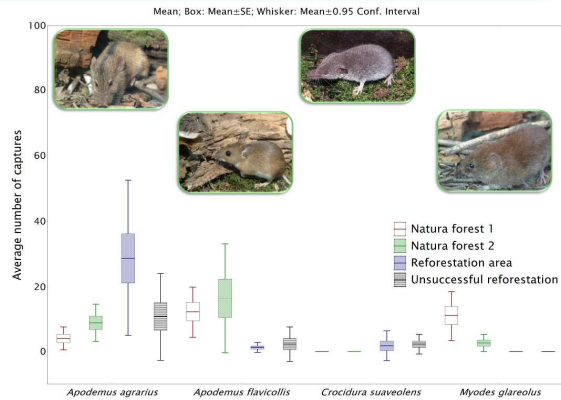 Mean; Box: Mean±SE; Whisker: Mean±0.95 Conf. Interval
100
80
60
40
20
0
Average number of captures
Natura forest 1
Natura forest 2
Reforestation area
Unsuccessful reforestation
Apodemus agrarius
Apodemus flavicollis
Crocidura suaveolens
Myodes glareolus